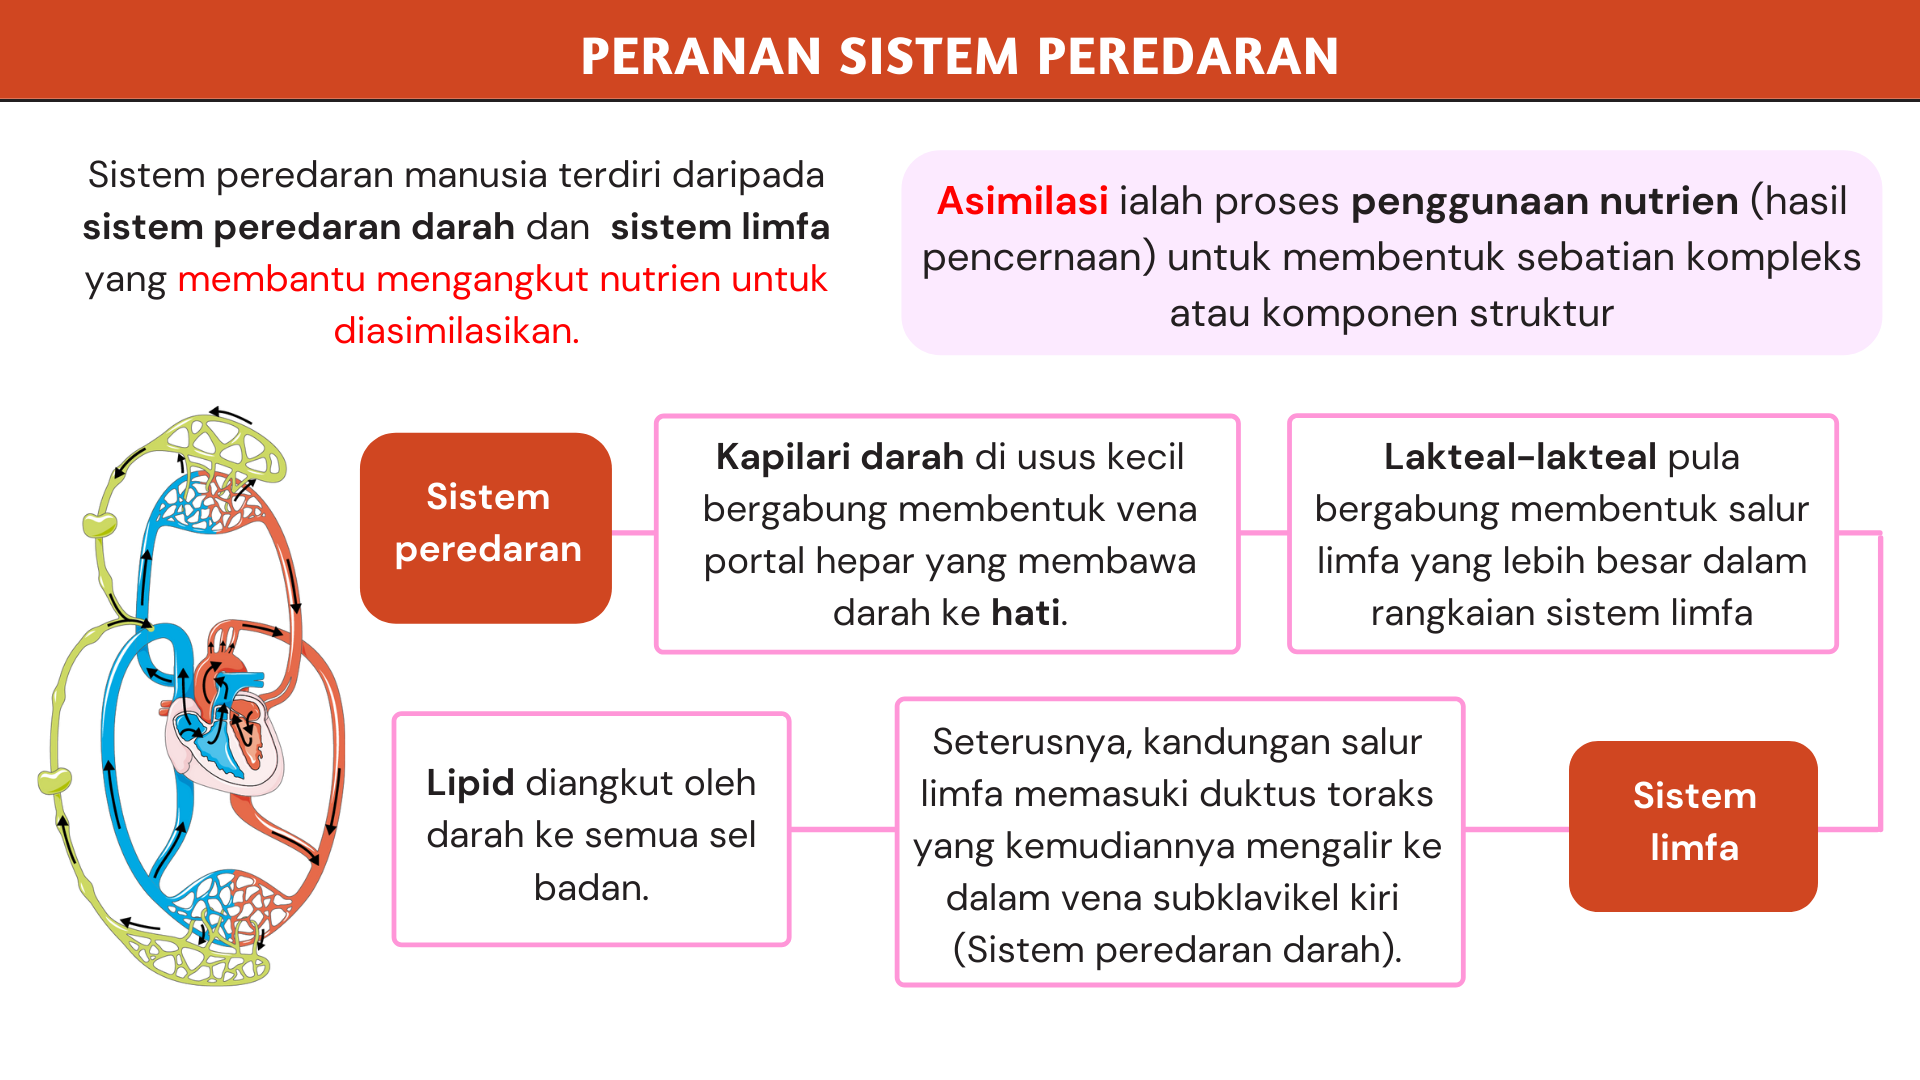 PERANAN SISTEM PEREDARAN
Sistem peredaran manusia terdiri daripada
sistem peredaran darah dan sistem limfa
yang membantu mengangkut nutrien untuk
diasimilasikan.
Asimilasi ialah proses penggunaan nutrien (hasil
pencernaan) untuk membentuk sebatian kompleks
atau komponen struktur
Sistem
peredaran
Kapilari darah di usus kecil
bergabung membentuk vena
portal hepar yang membawa
darah ke hati.
Lakteal-lakteal pula
bergabung membentuk salur
limfa yang lebih besar dalam
rangkaian sistem limfa
Sistem
limfa
Seterusnya, kandungan salur
limfa memasuki duktus toraks
yang kemudiannya mengalir ke
dalam vena subklavikel kiri
(Sistem peredaran darah).
Lipid diangkut oleh
darah ke semua sel
badan.